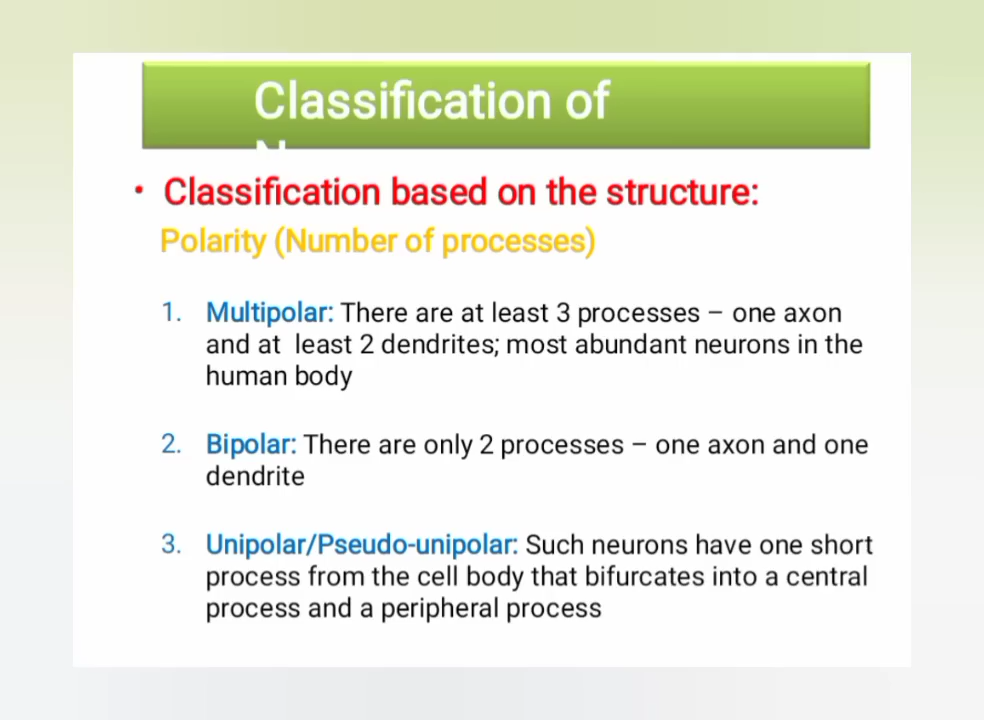 Classification of
• Classification based on the structure:
Polarity (Number of processes)
1. Multipolar: There are at least 3 processes – one axon
and at least 2 dendrites; most abundant neurons in the
human body
2. Bipolar: There are only 2 processes – one axon and one
dendrite
3. Unipolar/Pseudo-unipolar: Such neurons have one short
process from the cell body that bifurcates into a central
process and a peripheral process